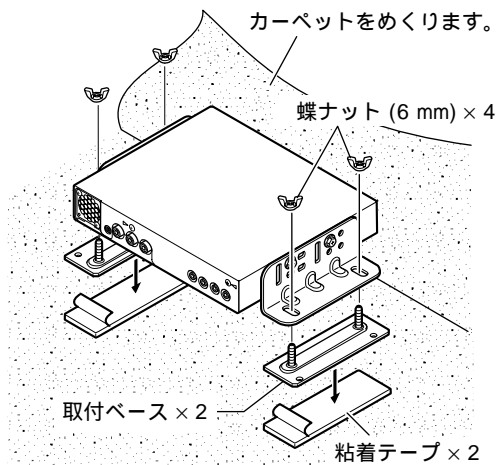 カーペットをめくります。
蝶ナット (6 mm) × 4
取付ベース × 2
粘着テープ × 2